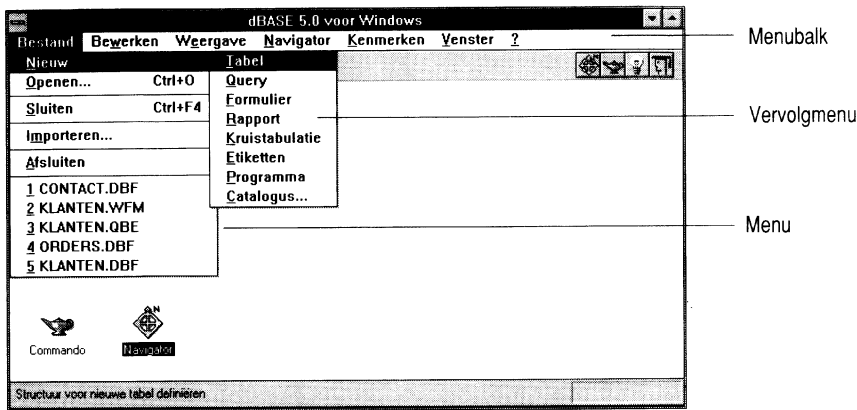 dBASE 5.0 voor Windows
Bestand Bewerken Weergave Navigator Kenmerken Venster ?
Menubalk
Nieuw
Openen... Ctrl+O
Sluiten Ctrl+F4
Importeren...
Afsluiten
1 CONTACT.DBF
2 KLANTEN.WFM
3 KLANTEN.QBE
4 ORDERS.DBF
5 KLANTEN.DBF
Tabel
Query
Formulier
Rapport
Kruistabulatie
Etiketten
Programma
Catalogus...
Vervolgmenu
Menu
N
Commando
Navigator
Structuur voor nieuwe tabel definiëren